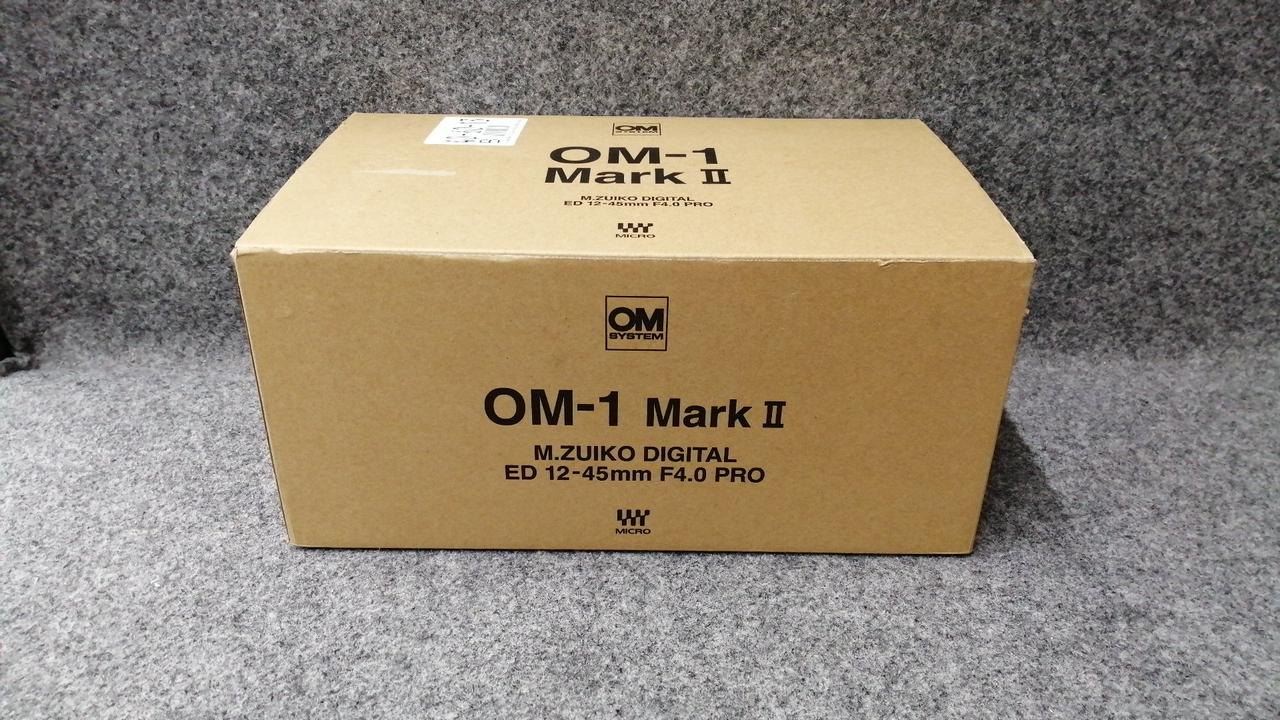 OM
SYSTEM
OM-1
Mark II
M.ZUIKO DIGITAL
ED 12-45mm F4.0 PRO
MICRO
OM
SYSTEM
OM-1 Mark II
M.ZUIKO DIGITAL
ED 12-45mm F4.0 PRO
MICRO